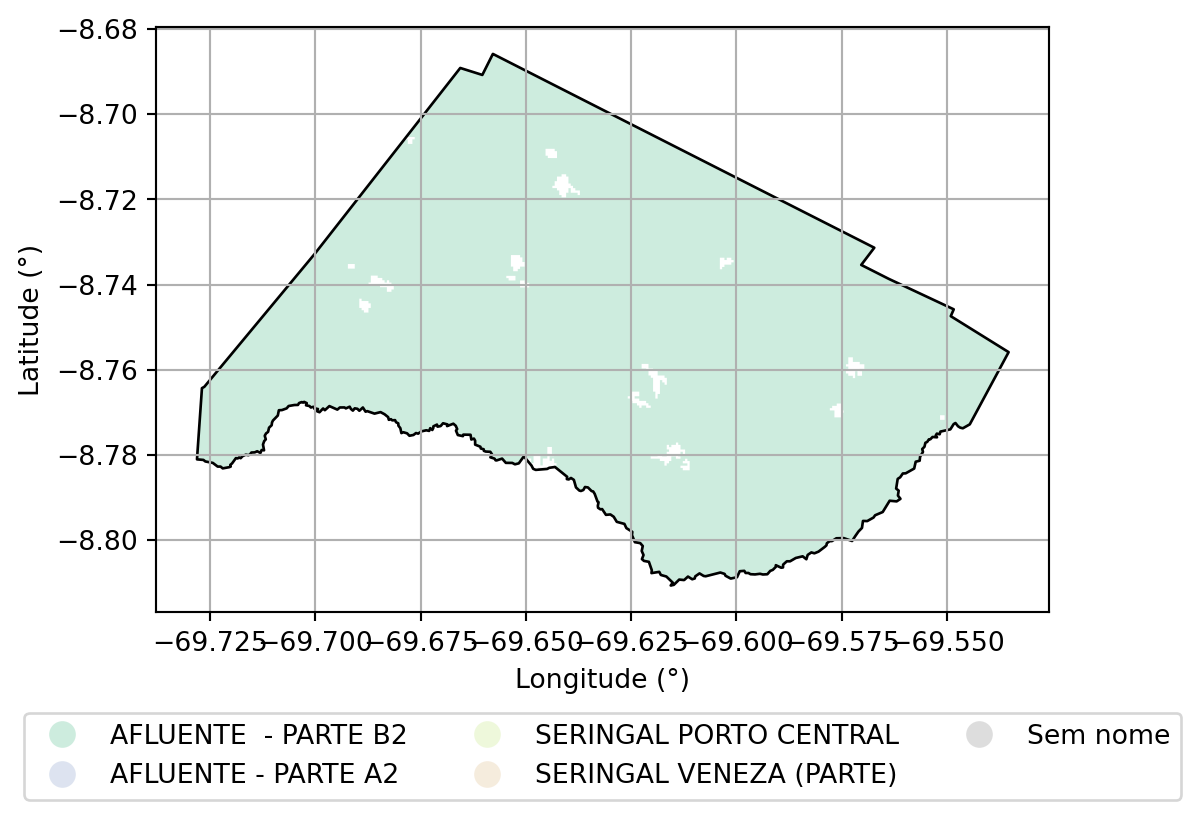 −8.68
−8.70
−8.72
−8.74
−8.76
−8.78
−8.80
Latitude (°)
−69.725 −69.700 −69.675 −69.650 −69.625 −69.600 −69.575 −69.550
Longitude (°)
AFLUENTE  - PARTE B2
AFLUENTE - PARTE A2
SERINGAL PORTO CENTRAL
SERINGAL VENEZA (PARTE)
Sem nome